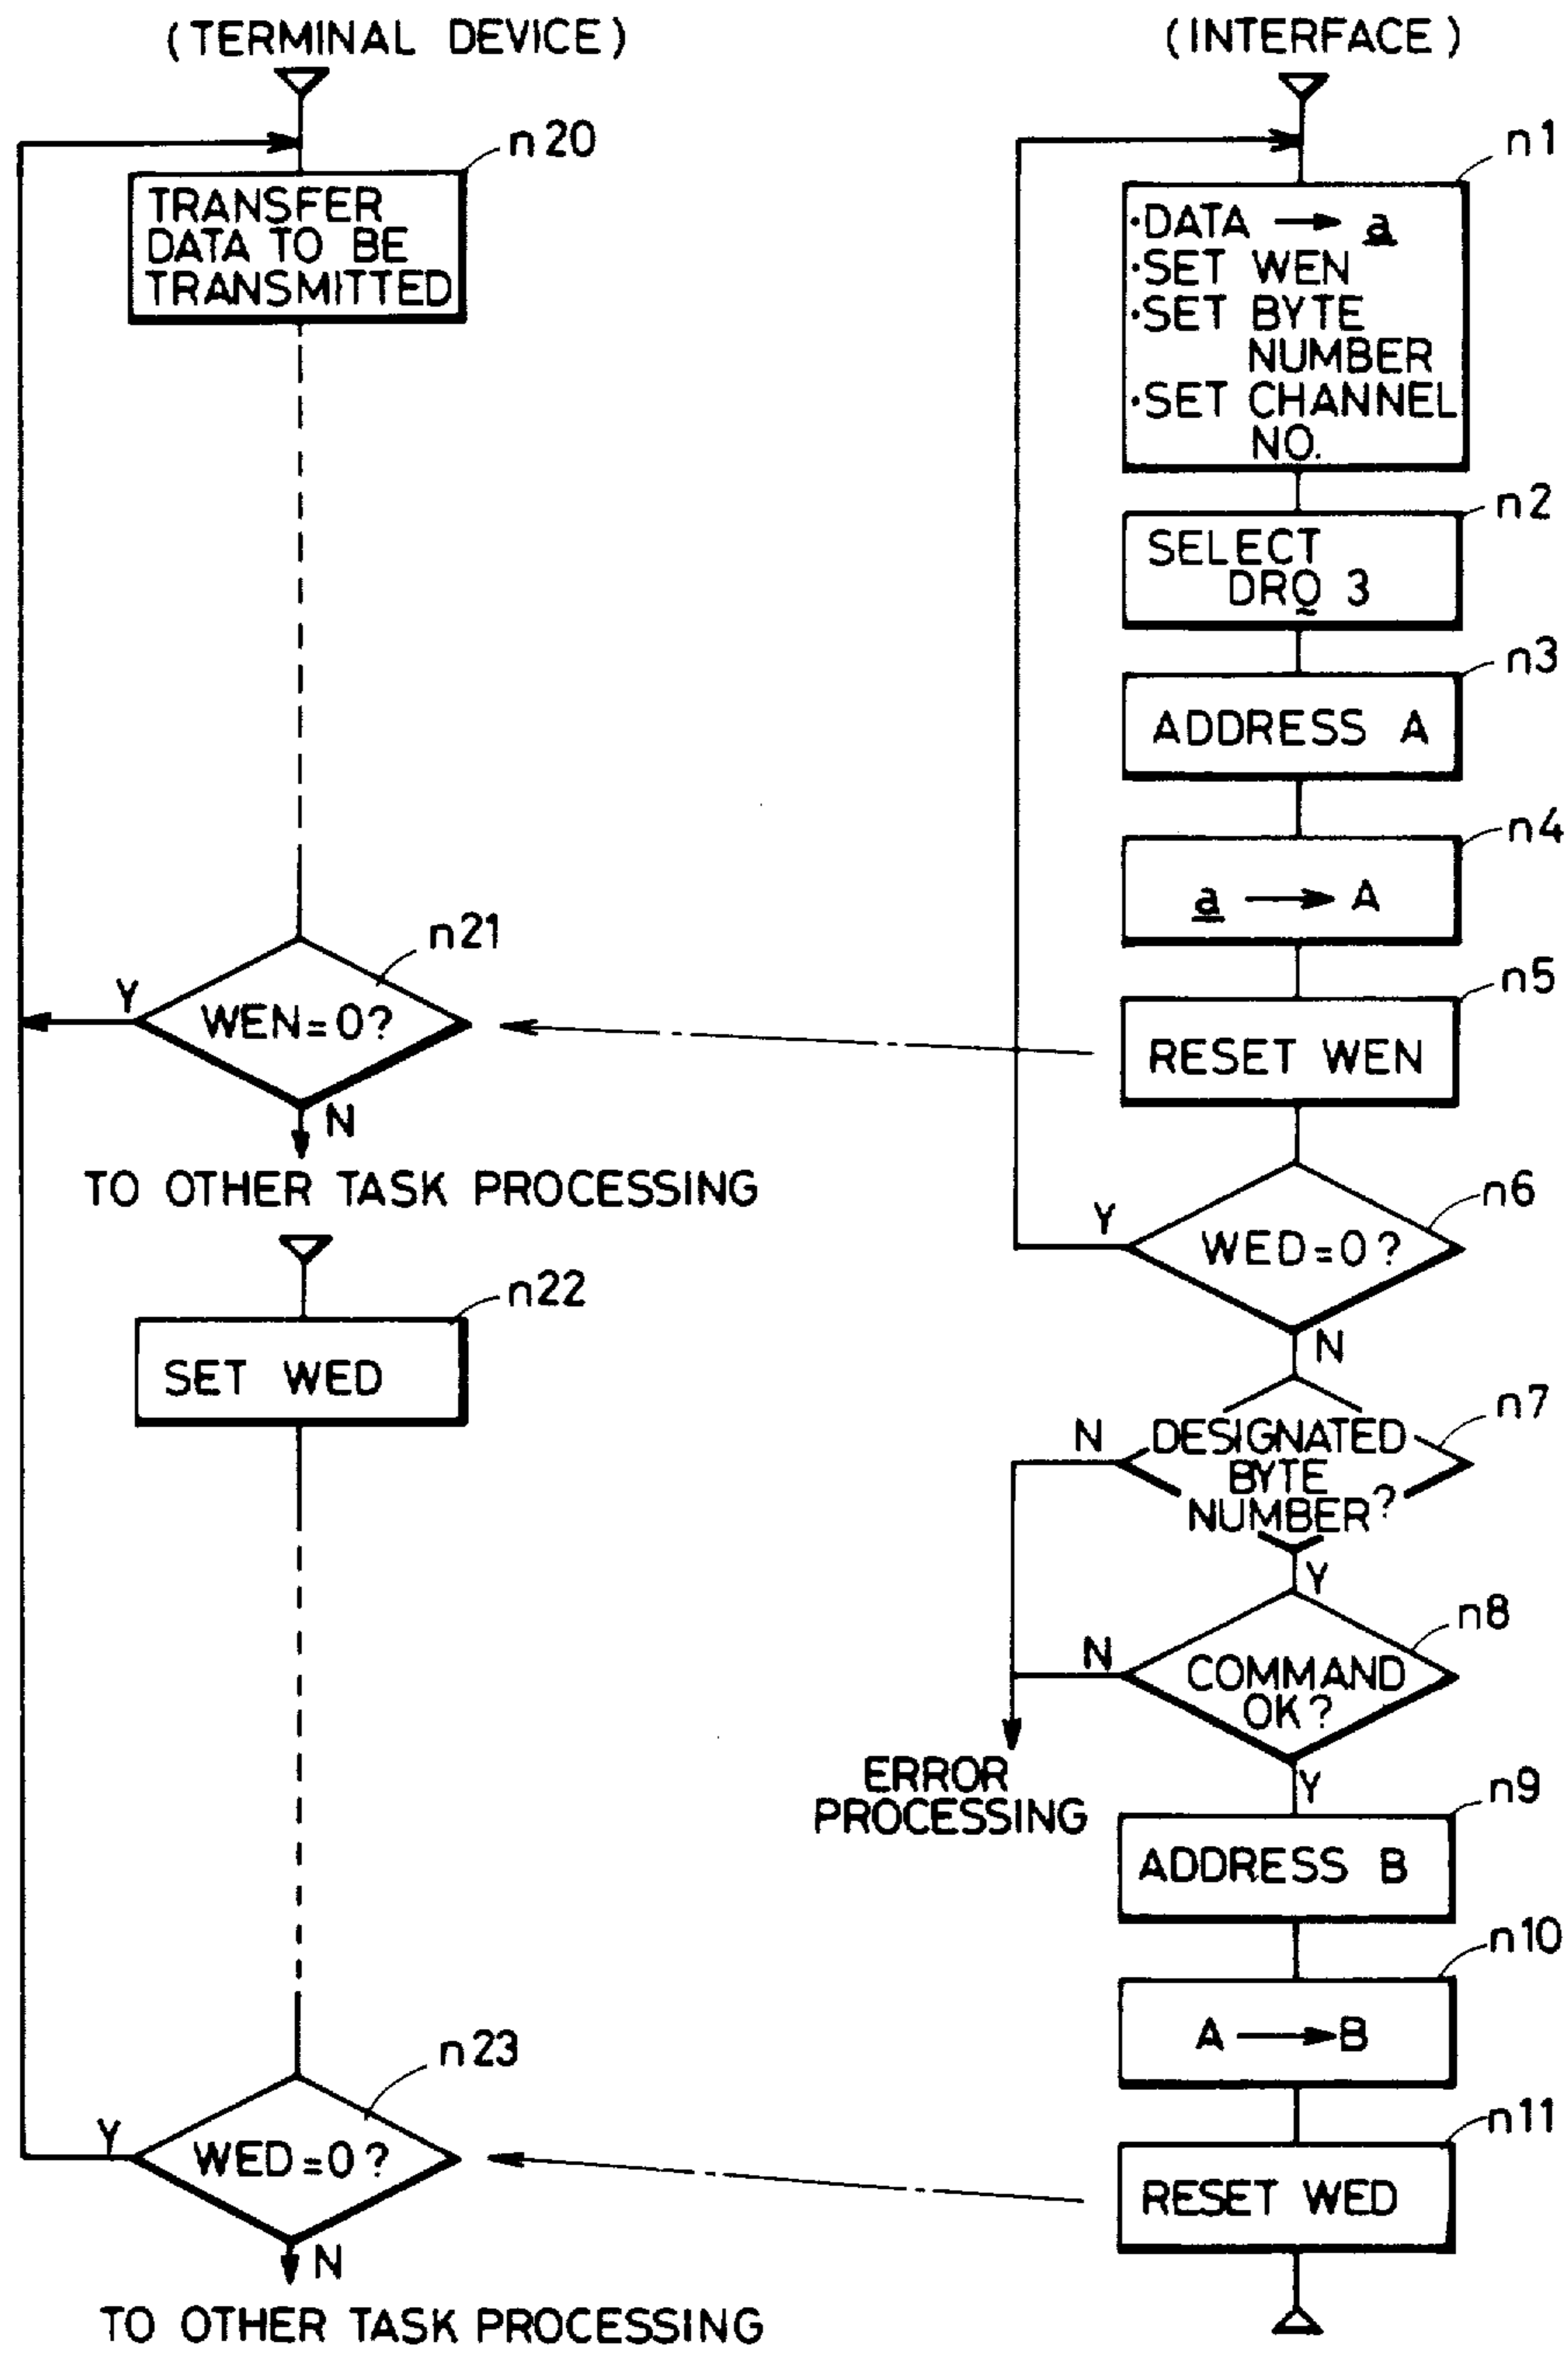 (TERMINAL DEVICE)
n20
TRANSFER
DATA TO BE
TRANSMITTED
n21
WEN=0?
Y
N
TO OTHER TASK PROCESSING
n22
SET WED
n23
WED=0?
Y
N
TO OTHER TASK PROCESSING
(INTERFACE)
n1
·DATA → a
·SET WEN
·SET BYTE
NUMBER
·SET CHANNEL
NO.
n2
SELECT
DRQ 3
n3
ADDRESS A
n4
a → A
n5
RESET WEN
n6
WED=0?
Y
N
n7
DESIGNATED
BYTE
NUMBER?
N
Y
n8
COMMAND
OK?
N
Y
ERROR
PROCESSING
n9
ADDRESS B
n10
A → B
n11
RESET WED